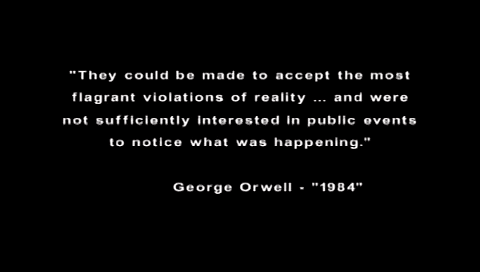 "They could be made to accept the most
flagrant violations of reality ... and were
not sufficiently interested in public events
to notice what was happening."
George Orwell - "1984"